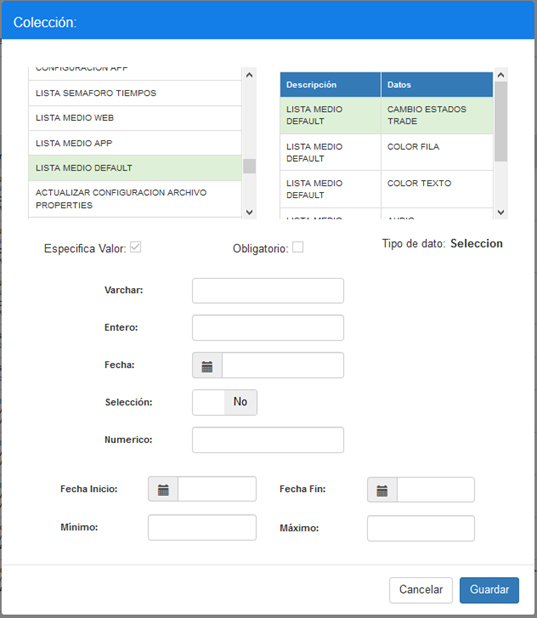 Colección:
CONFIGURACION APP
LISTA SEMAFORO TIEMPOS
LISTA MEDIO WEB
LISTA MEDIO APP
LISTA MEDIO DEFAULT
ACTUALIZAR CONFIGURACION ARCHIVO
PROPERTIES
Descripción Datos
LISTA MEDIO CAMBIO ESTADOS
DEFAULT TRADE
LISTA MEDIO COLOR FILA
DEFAULT
LISTA MEDIO COLOR TEXTO
DEFAULT
LISTA MEDIO AUDIO
Especifica Valor:
Obligatorio:
Tipo de dato: Seleccion
Varchar:
Entero:
Fecha:
Selección: No
Numerico:
Fecha Inicio: Fecha Fin:
Mínimo: Máximo:
Cancelar Guardar